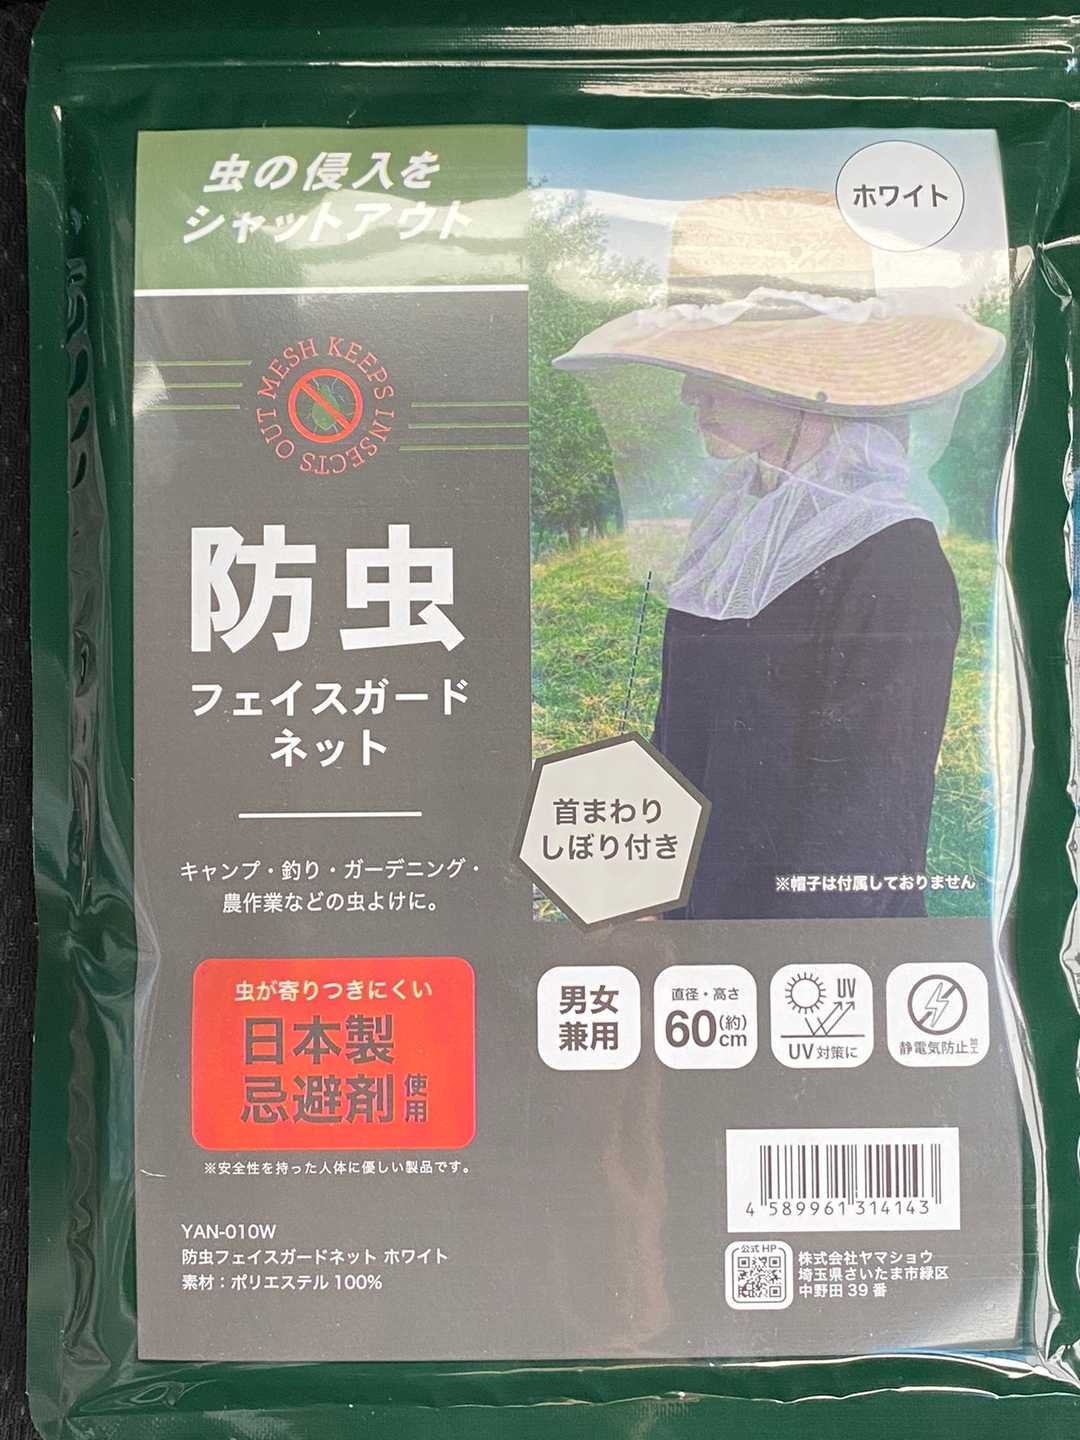 虫の侵入を
シャットアウト
ホワイト
MESH KEEPS INSECTS OUT
防虫
フェイスガード
ネット
キャンプ・釣り・ガーデニング・
農作業などの虫よけに。
首まわり
しぼり付き
※帽子は付属しておりません
虫が寄りつきにくい
日本製
忌避剤使用
※安全性を持った人体に優しい製品です。
男女
兼用
直径・高さ
60(約)cm
UV
UV対策に
静電気防止加工
YAN-010W
防虫フェイスガードネット ホワイト
素材：ポリエステル100%
4 589961 314143
公式HP
株式会社ヤマショウ
埼玉県さいたま市緑区
中野田39番